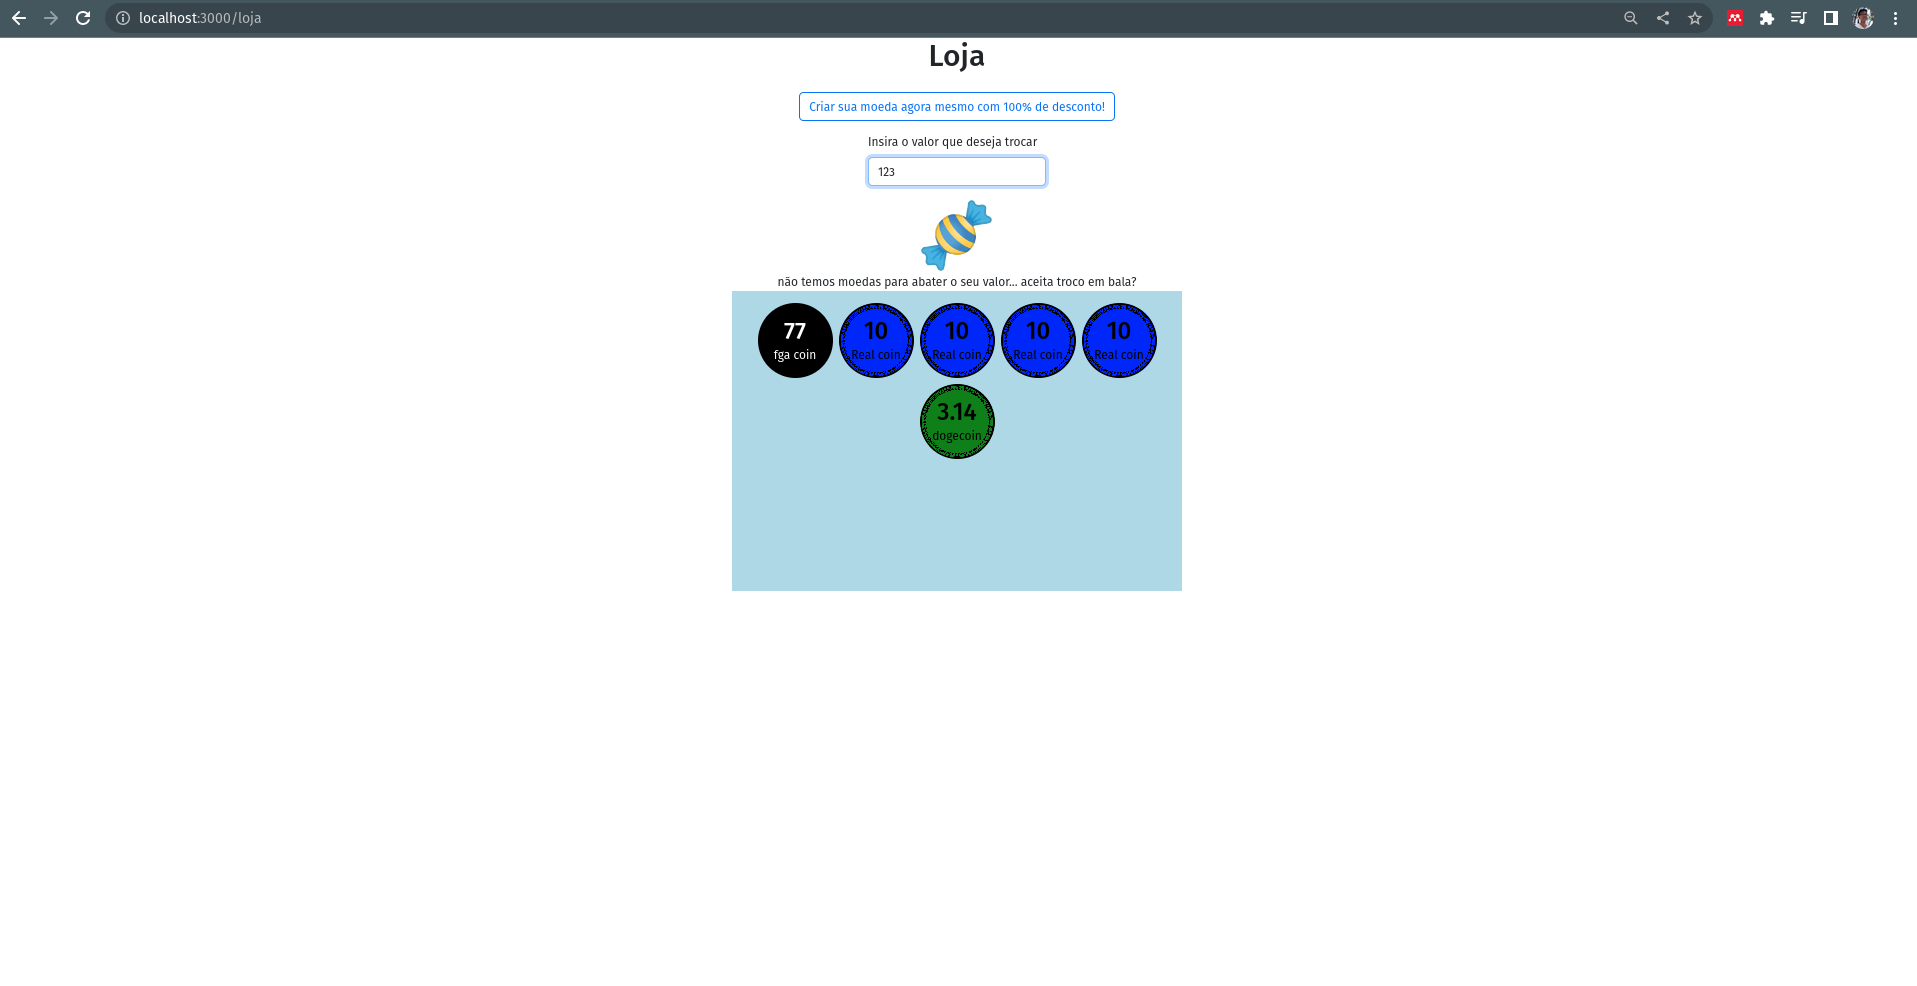 localhost:3000/loja
Loja
Criar sua moeda agora mesmo com 100% de desconto!
Insira o valor que deseja trocar
123
não temos moedas para abater o seu valor... aceita troco em bala?
77 10 10 10 10
fga coin Real coin Real coin Real coin Real coin
3.14
dogecoin